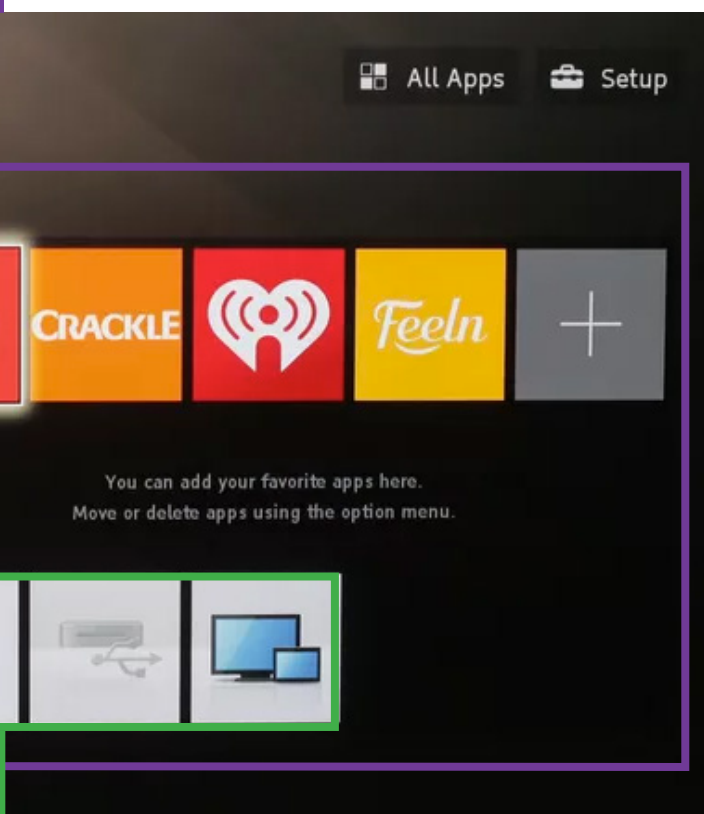 All Apps
Setup
CRACKLE
Feeln
You can add your favorite apps here.
Move or delete apps using the option menu.